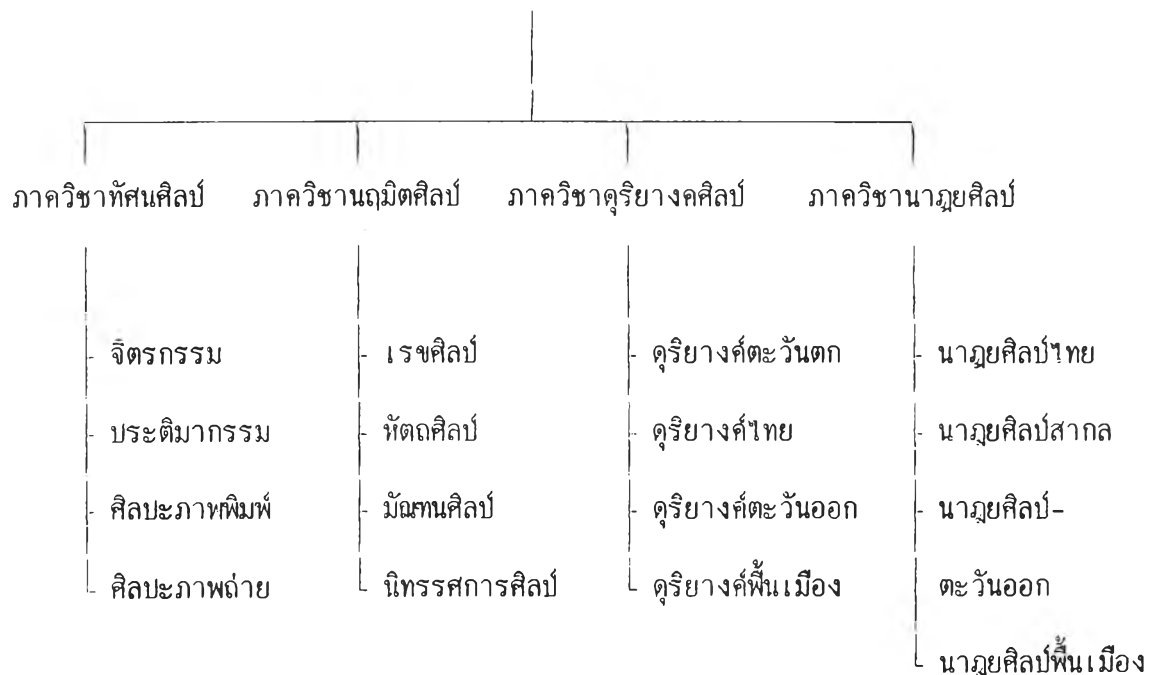 ภาควิชาทัศนศิลป์ ภาควิชานฤมิตศิลป์ ภาควิชาดุริยางคศิลป์ ภาควิชานาฏยศิลป์
- จิตรกรรม - เรขศิลป์ - ดุริยางค์ตะวันตก - นาฏยศิลป์ไทย
- ประติมากรรม - หัตถศิลป์ - ดุริยางค์ไทย - นาฏยศิลป์สากล
- ศิลปะภาพพิมพ์ - มัณฑนศิลป์ - ดุริยางค์ตะวันออก - นาฏยศิลป์-
- ศิลปะภาพถ่าย - นิทรรศการศิลป์ - ดุริยางค์พื้นเมือง ตะวันออก
- นาฏยศิลป์พื้นเมือง